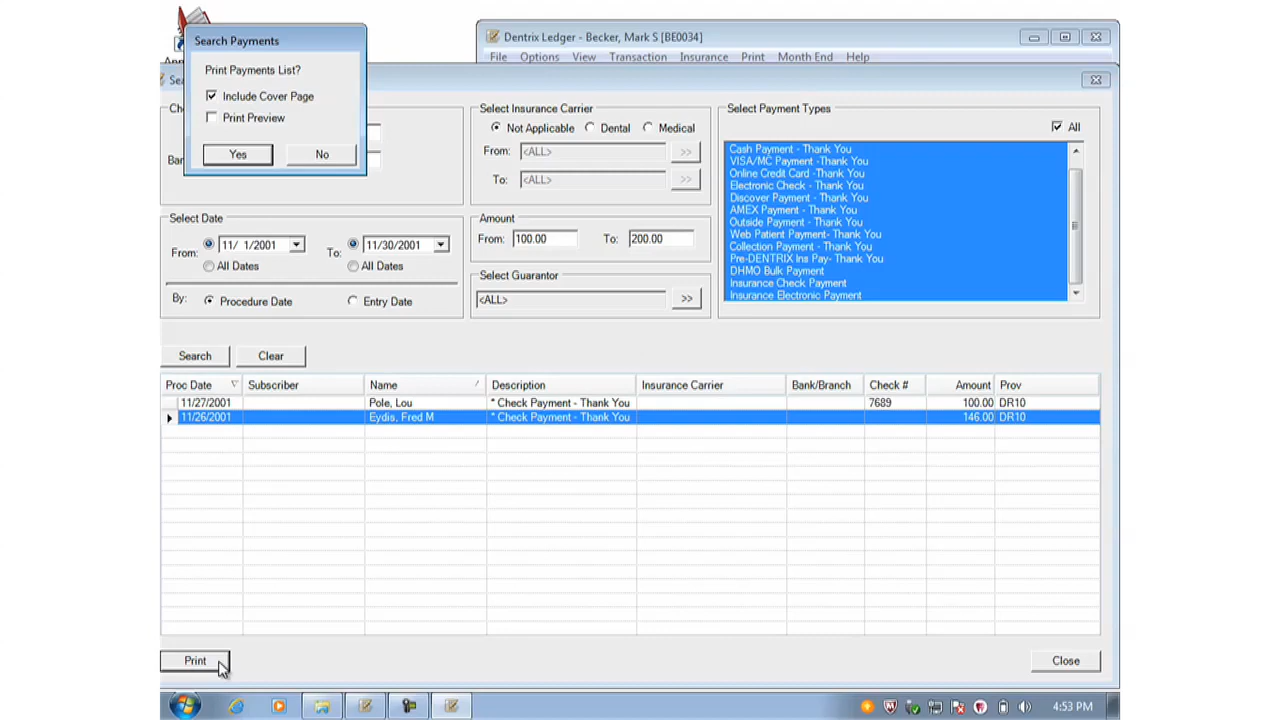 Search Payments
Print Payments List?
Include Cover Page
Print Preview
Yes No
Dentrix Ledger - Becker, Mark S [BE0034]
File Options View Transaction Insurance Print Month End Help
Select Insurance Carrier
Not Applicable Dental Medical
From: <ALL> >>
To: <ALL> >>
Select Payment Types
All
Cash Payment - Thank You
VISA/MC Payment -Thank You
Online Credit Card -Thank You
Electronic Check - Thank You
Discover Payment - Thank You
AMEX Payment - Thank You
Outside Payment - Thank You
Web Patient Payment- Thank You
Collection Payment - Thank You
Pre-DENTRIX Ins Pay- Thank You
DHMO Bulk Payment
Insurance Check Payment
Insurance Electronic Payment
Select Date
From: 11/ 1/2001 To: 11/30/2001
All Dates All Dates
By: Procedure Date Entry Date
Amount
From: 100.00 To: 200.00
Select Guarantor
<ALL> >>
Search Clear
Proc Date Subscriber Name Description Insurance Carrier Bank/Branch Check # Amount Prov
11/27/2001 Pole, Lou * Check Payment - Thank You 7689 100.00 DR10
11/26/2001 Eydis, Fred M * Check Payment - Thank You 146.00 DR10
Print Close
4:53 PM